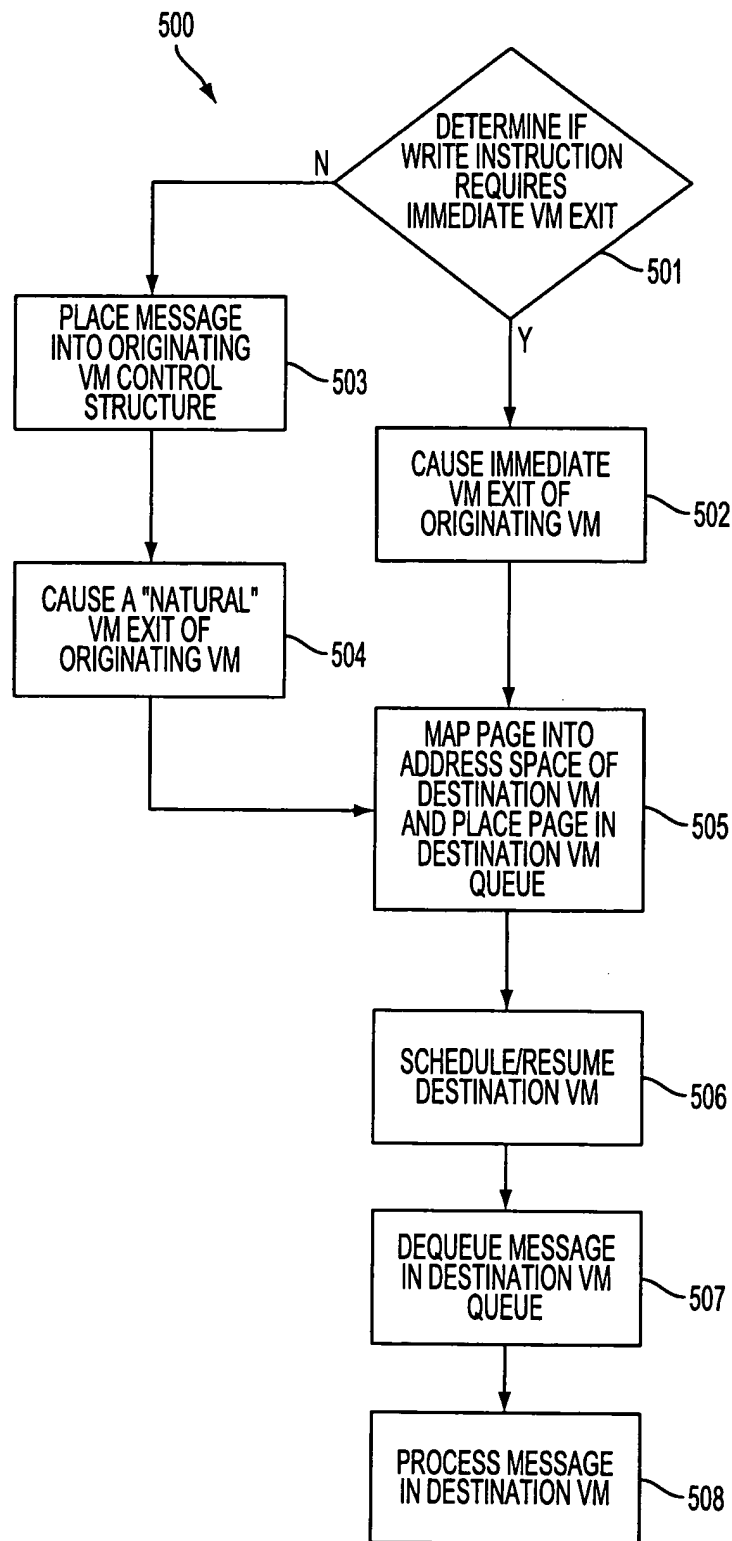 500
DETERMINE IF
WRITE INSTRUCTION
REQUIRES
IMMEDIATE VM EXIT
501
N
Y
PLACE MESSAGE
INTO ORIGINATING
VM CONTROL
STRUCTURE
503
CAUSE IMMEDIATE
VM EXIT OF
ORIGINATING VM
502
CAUSE A "NATURAL"
VM EXIT OF
ORIGINATING VM
504
MAP PAGE INTO
ADDRESS SPACE OF
DESTINATION VM
AND PLACE PAGE IN
DESTINATION VM
QUEUE
505
SCHEDULE/RESUME
DESTINATION VM
506
DEQUEUE MESSAGE
IN DESTINATION VM
QUEUE
507
PROCESS MESSAGE
IN DESTINATION VM
508